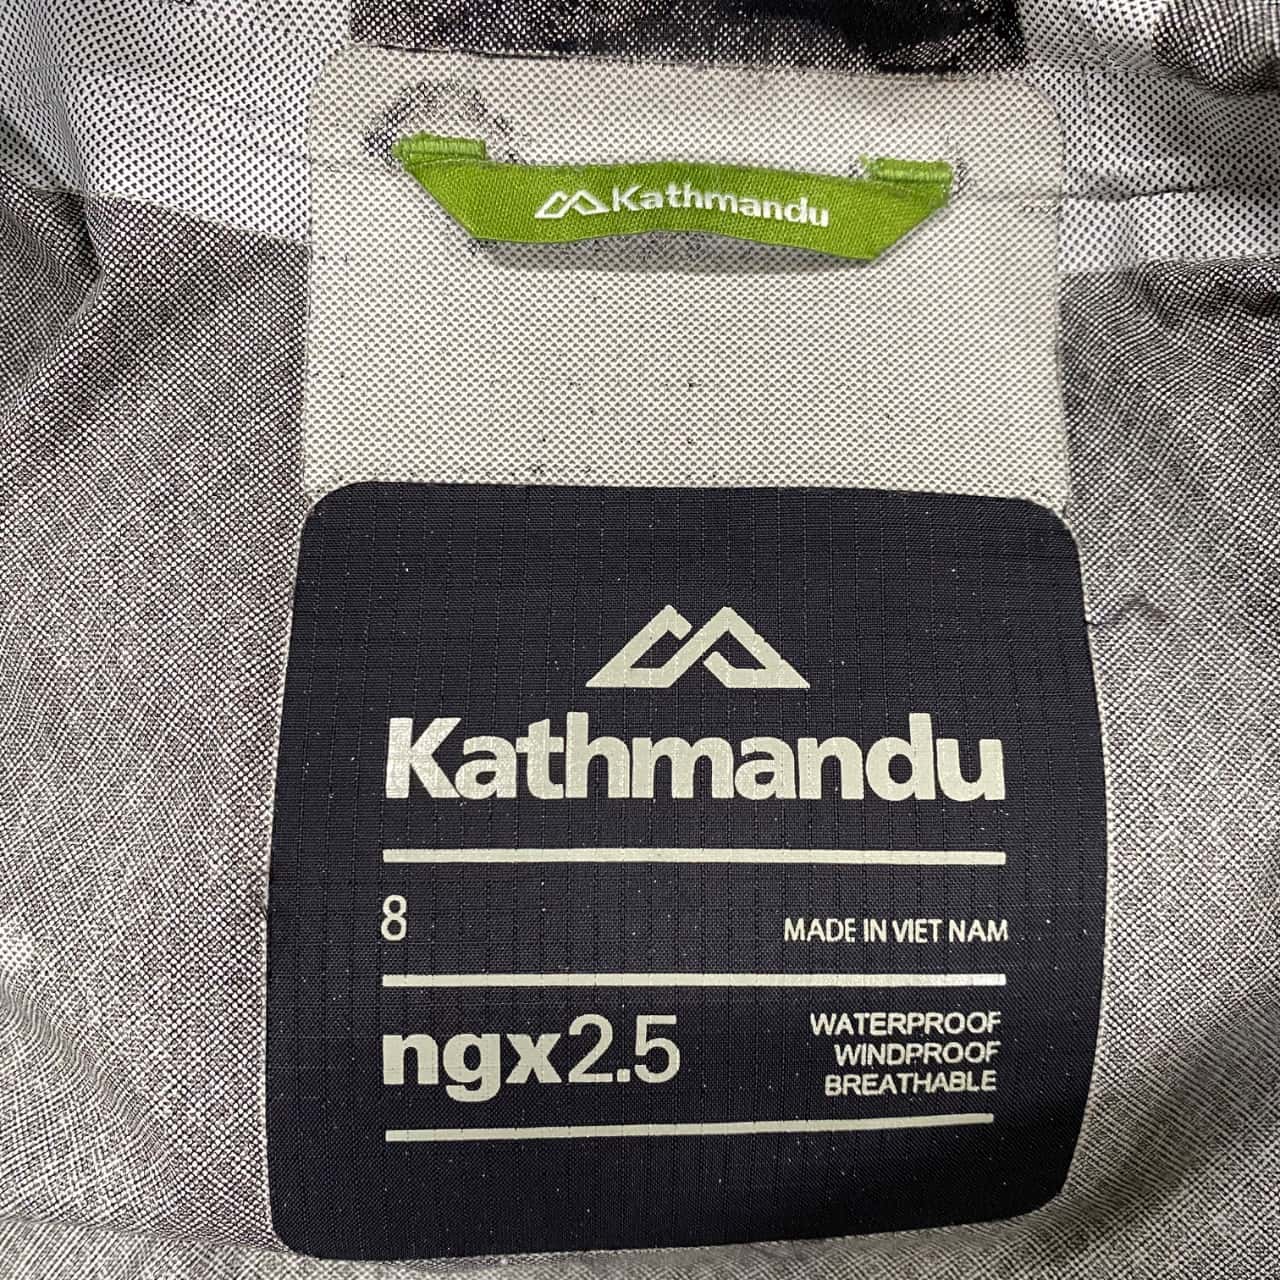 Kathmandu
Kathmandu
8
MADE IN VIET NAM
ngx2.5
WATERPROOF
WINDPROOF
BREATHABLE